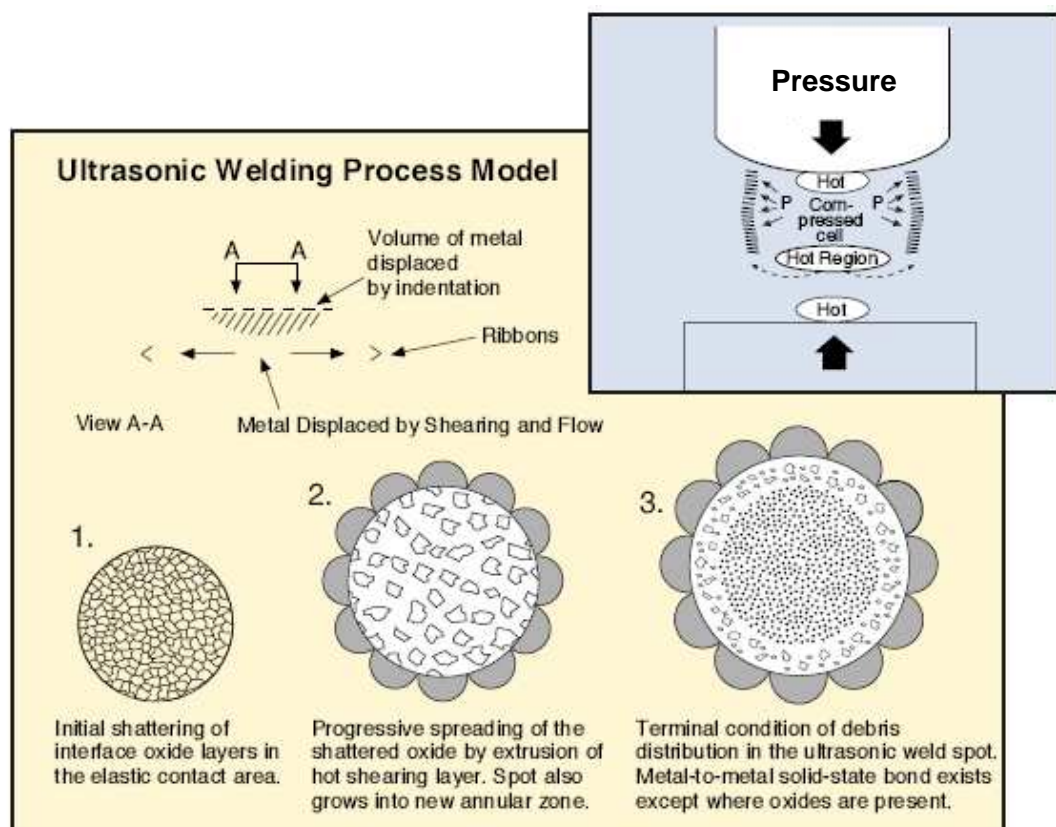 Pressure
Hot
P Com- P
pressed
cell
Hot Region
Hot
Ultrasonic Welding Process Model
A A
Volume of metal
displaced
by indentation
< > Ribbons
View A-A Metal Displaced by Shearing and Flow
1.
Initial shattering of
interface oxide layers in
the elastic contact area.
2.
Progressive spreading of the
shattered oxide by extrusion of
hot shearing layer. Spot also
grows into new annular zone.
3.
Terminal condition of debris
distribution in the ultrasonic weld spot.
Metal-to-metal solid-state bond exists
except where oxides are present.